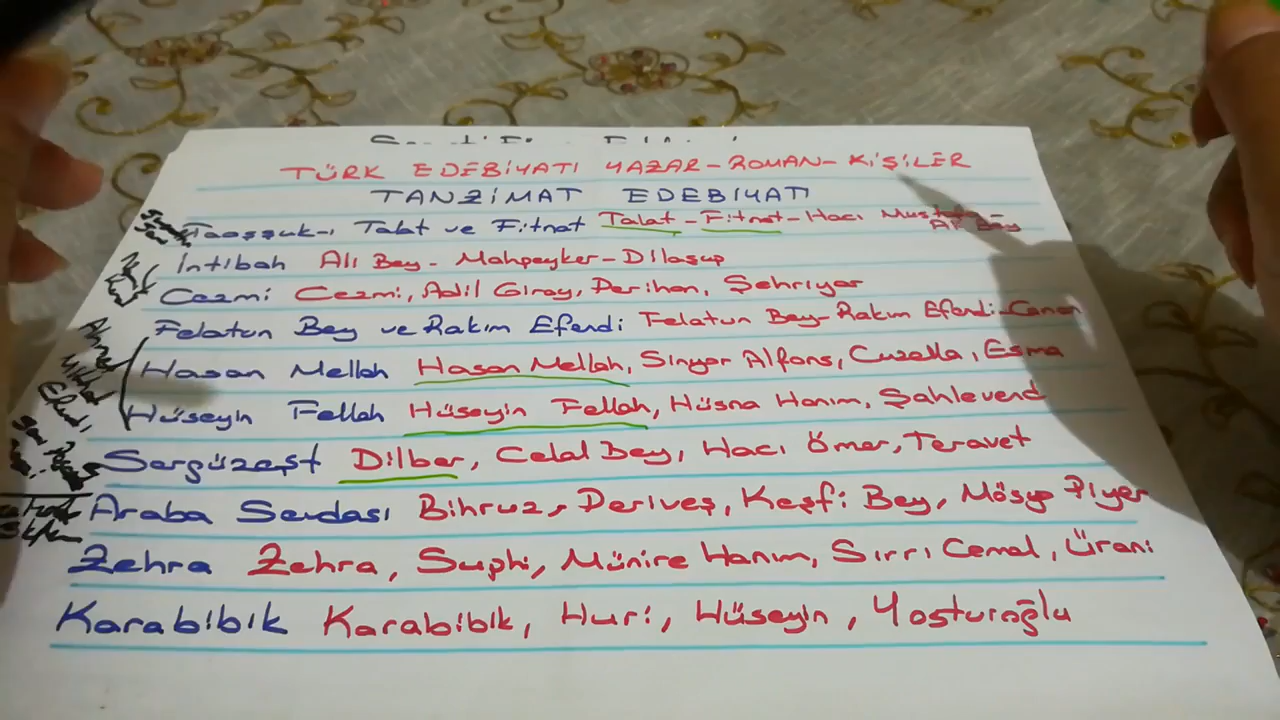 TÜRK EDEBİYATI YAZAR-ROMAN-KİŞİLER
TANZİMAT EDEBIYATI
Taaşşuk-ı Talat ve Fitnat Talat-Fitnat-Hacı
Bey
İntibah Ali Bey-Mahpeyker-Dilaşup
Cezmi Cezmi, Adil Giray, Perihan, Şehriyar
Felatun Bey ve Rakım Efendi Felatun Bey-Rakım Efendi-Canan
Hasan Mellah Hasan Mellah, Sinyor Alfons, Cuzella, Esma
Hüseyin Fellah Hüseyin Fellah, Hüsna Hanım, Şahlevend
Sergüzeşt Dilber, Celal Bey, Hacı Ömer, Teravet
Araba Sevdası Bihruz, Periveş, Keşfi Bey, Mösyö Piyer
Zehra Zehra, Suphi, Münire Hanım, Sırrı Cemal, Ürani
Karabibik Karabibik, Huri, Hüseyin, Yosturoğlu